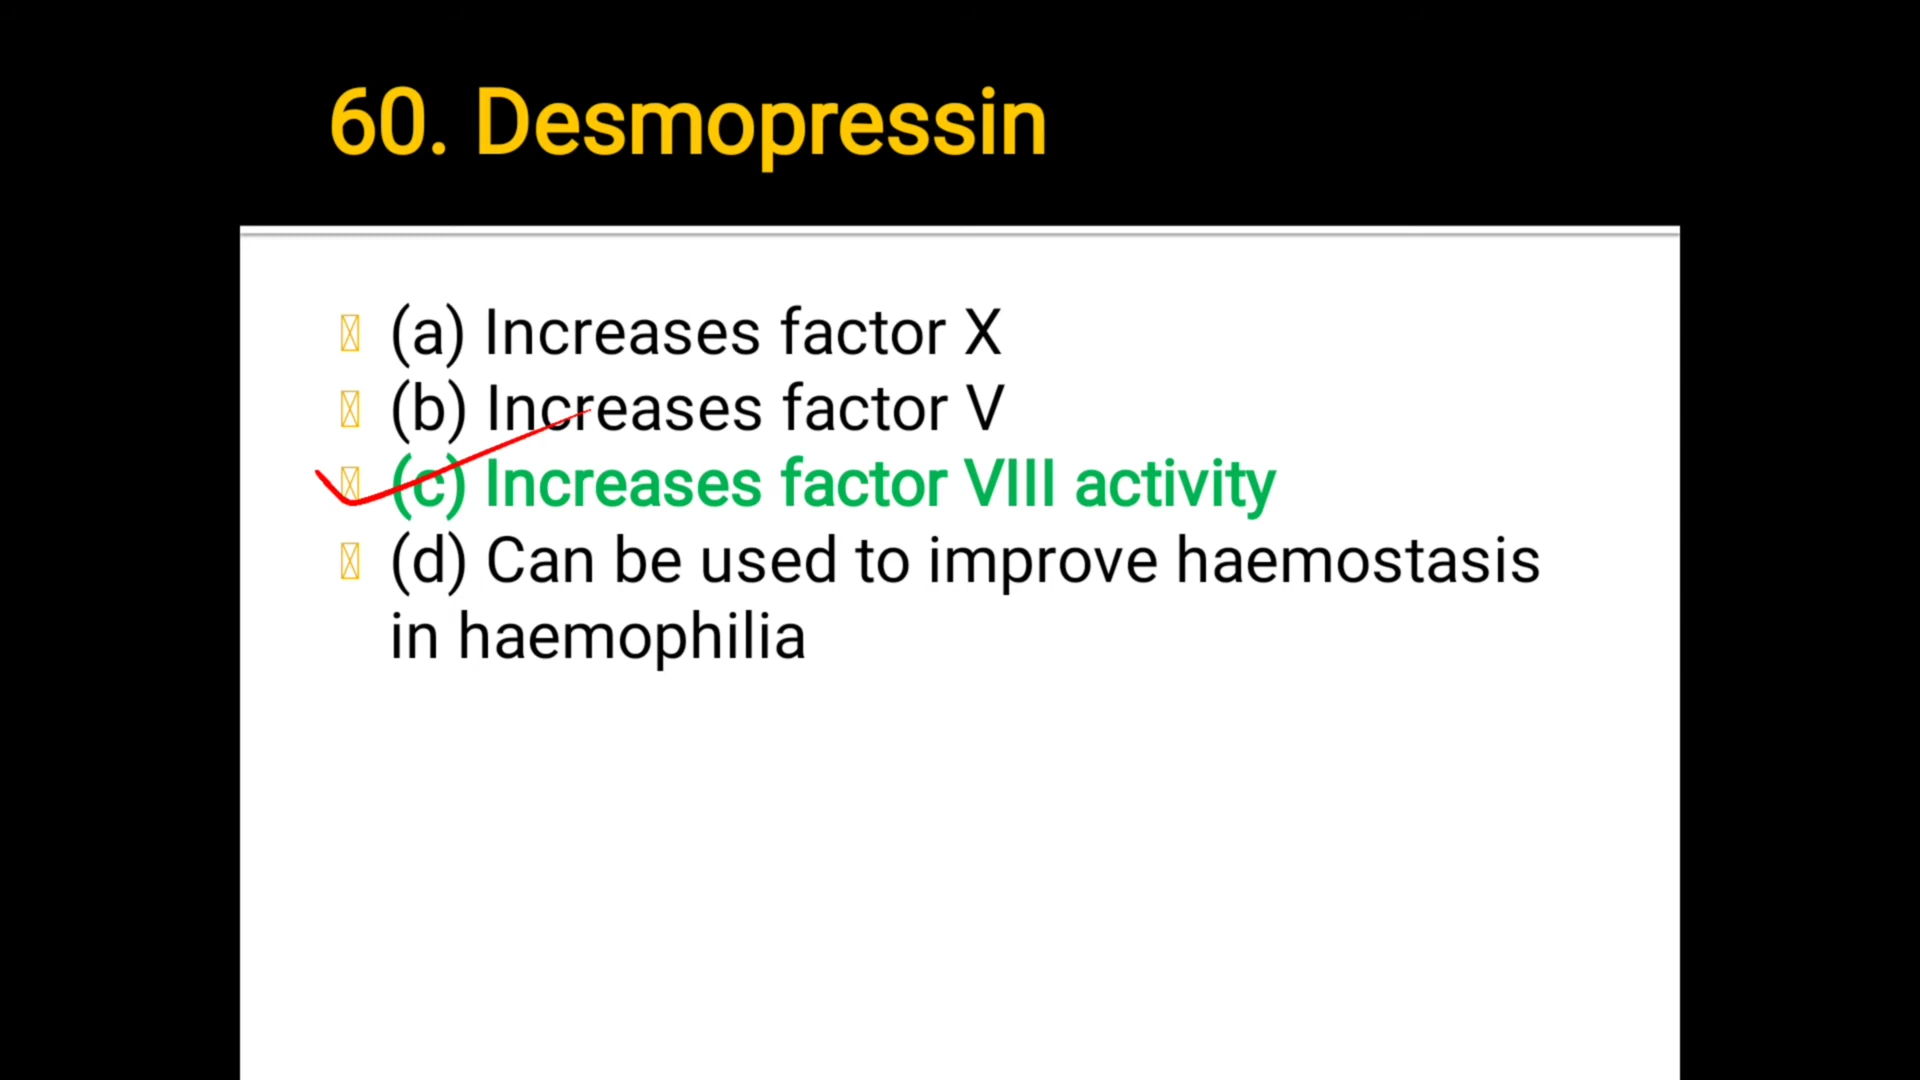 60. Desmopressin
(a) Increases factor X
(b) Increases factor V
(c) Increases factor VIII activity
(d) Can be used to improve haemostasis
in haemophilia